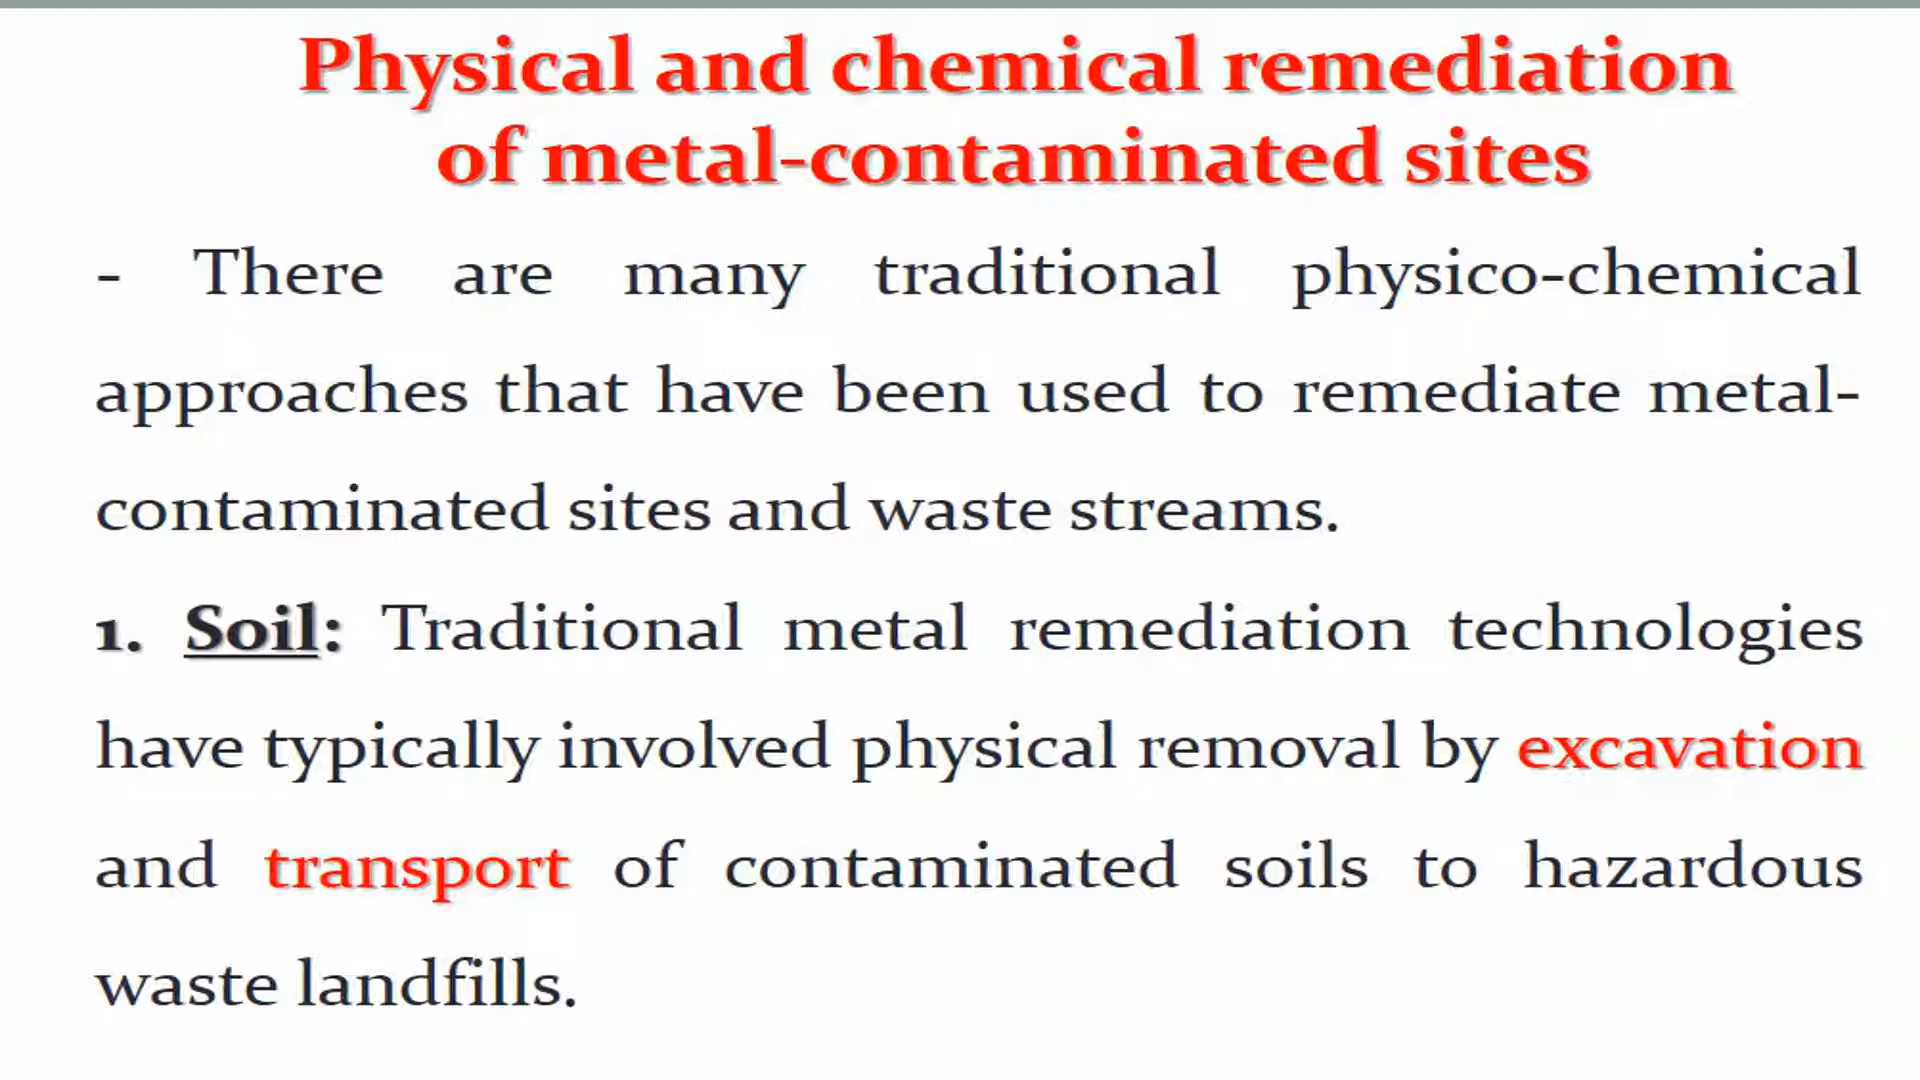 Physical and chemical remediation
of metal-contaminated sites
- There are many traditional physico-chemical
approaches that have been used to remediate metal-
contaminated sites and waste streams.
1. Soil: Traditional metal remediation technologies
have typically involved physical removal by excavation
and transport of contaminated soils to hazardous
waste landfills.